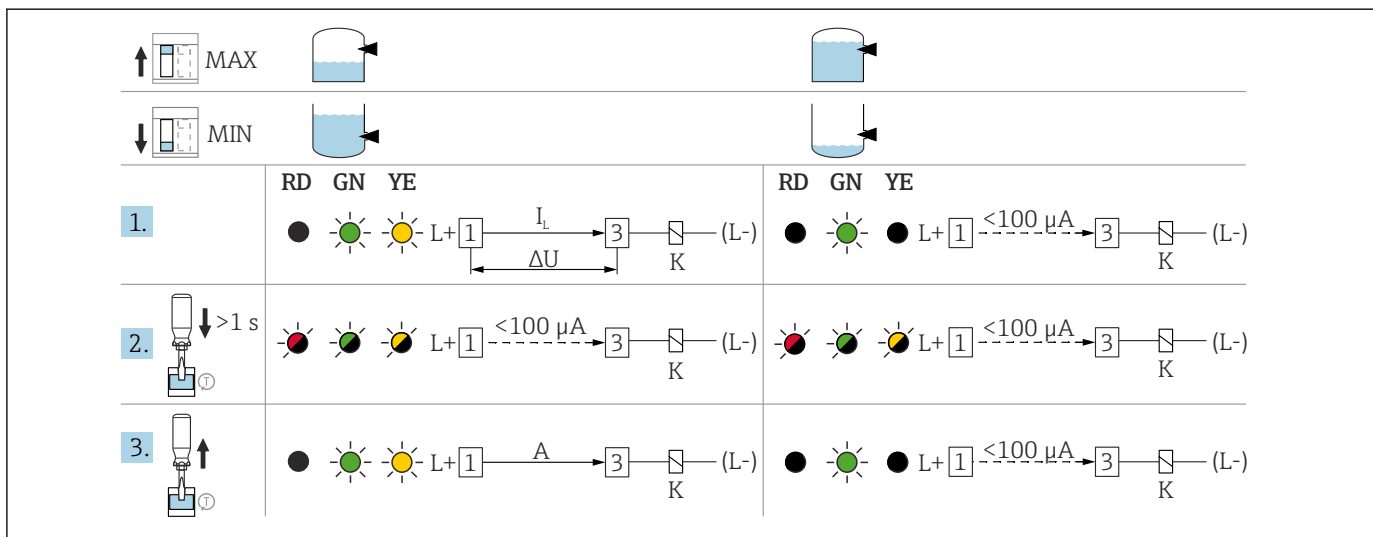 MAX
MIN
RD GN YE
RD GN YE
1.
L+ 1 I_L 3 (L-)
ΔU
K
L+ 1 <100 µA 3 (L-)
K
2.
>1 s
T
L+ 1 <100 µA 3 (L-)
K
L+ 1 <100 µA 3 (L-)
K
3.
T
L+ 1 A 3 (L-)
K
L+ 1 <100 µA 3 (L-)
K